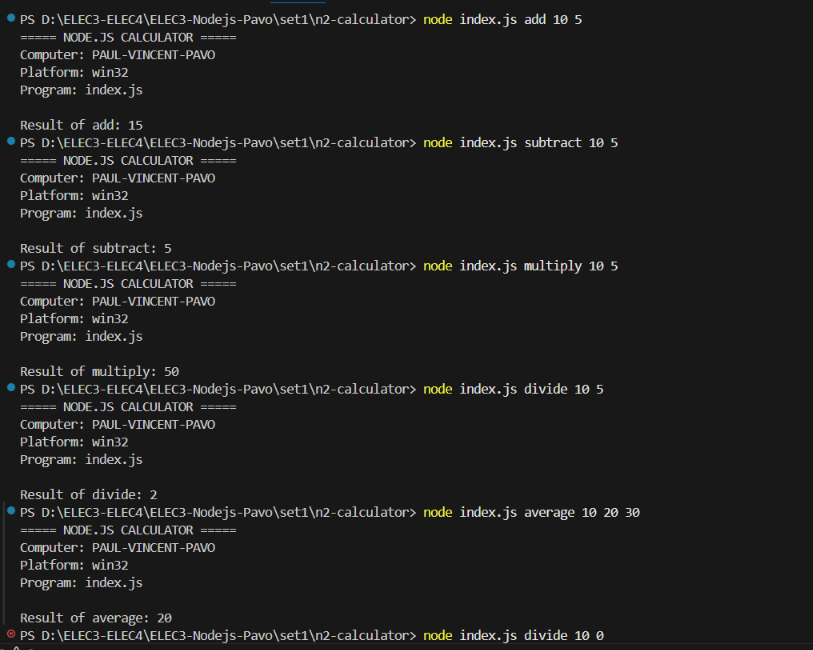 PS D:\ELEC3-ELEC4\ELEC3-Nodejs-Pavo\set1\n2-calculator> node index.js add 10 5
===== NODE.JS CALCULATOR =====
Computer: PAUL-VINCENT-PAVO
Platform: win32
Program: index.js
Result of add: 15
PS D:\ELEC3-ELEC4\ELEC3-Nodejs-Pavo\set1\n2-calculator> node index.js subtract 10 5
===== NODE.JS CALCULATOR =====
Computer: PAUL-VINCENT-PAVO
Platform: win32
Program: index.js
Result of subtract: 5
PS D:\ELEC3-ELEC4\ELEC3-Nodejs-Pavo\set1\n2-calculator> node index.js multiply 10 5
===== NODE.JS CALCULATOR =====
Computer: PAUL-VINCENT-PAVO
Platform: win32
Program: index.js
Result of multiply: 50
PS D:\ELEC3-ELEC4\ELEC3-Nodejs-Pavo\set1\n2-calculator> node index.js divide 10 5
===== NODE.JS CALCULATOR =====
Computer: PAUL-VINCENT-PAVO
Platform: win32
Program: index.js
Result of divide: 2
PS D:\ELEC3-ELEC4\ELEC3-Nodejs-Pavo\set1\n2-calculator> node index.js average 10 20 30
===== NODE.JS CALCULATOR =====
Computer: PAUL-VINCENT-PAVO
Platform: win32
Program: index.js
Result of average: 20
PS D:\ELEC3-ELEC4\ELEC3-Nodejs-Pavo\set1\n2-calculator> node index.js divide 10 0